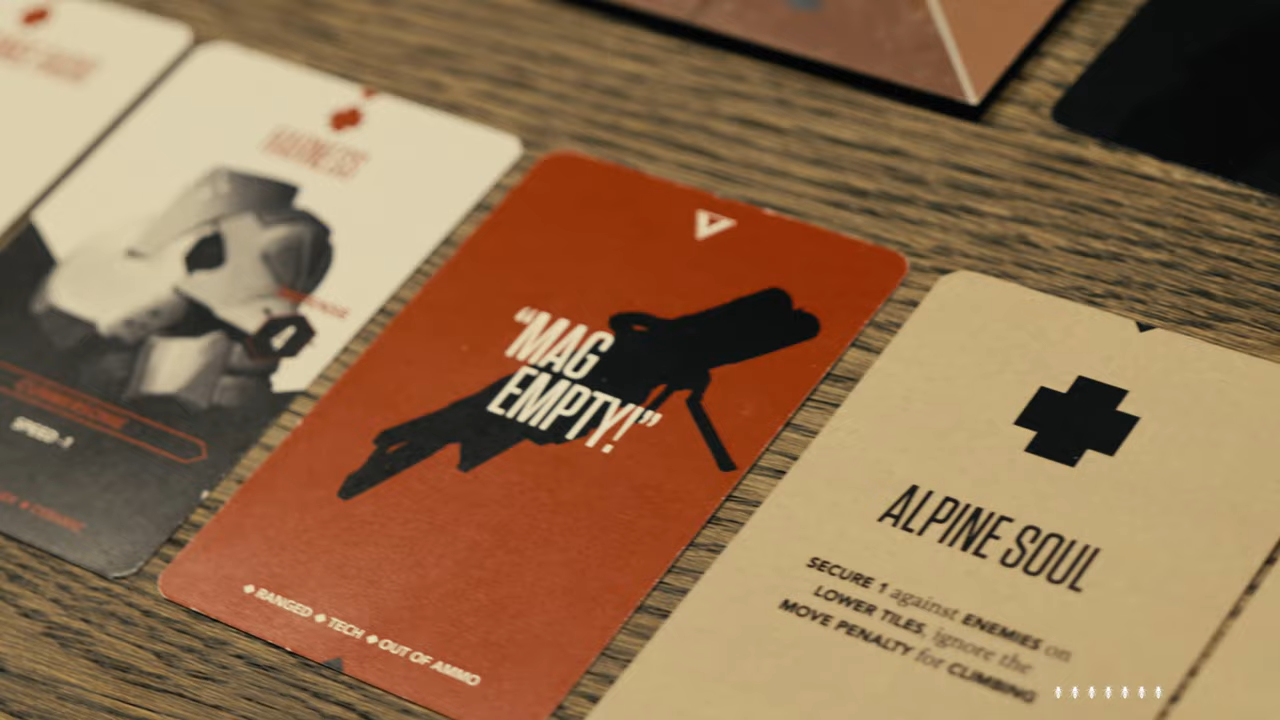 HARNESS
4
SPEED -1
“MAG
EMPTY!”
◆ RANGED ◆ TECH ◆ OUT OF AMMO
ALPINE SOUL
SECURE 1 against ENEMIES on
LOWER TILES, ignore the
MOVE PENALTY for CLIMBING